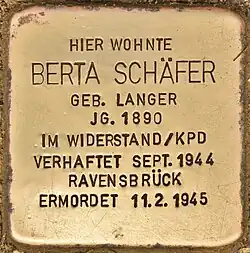 HIER WOHNTE
BERTA SCHÄFER
GEB. LANGER
JG. 1890
IM WIDERSTAND/KPD
VERHAFTET SEPT. 1944
RAVENSBRÜCK
ERMORDET 11.2.1945